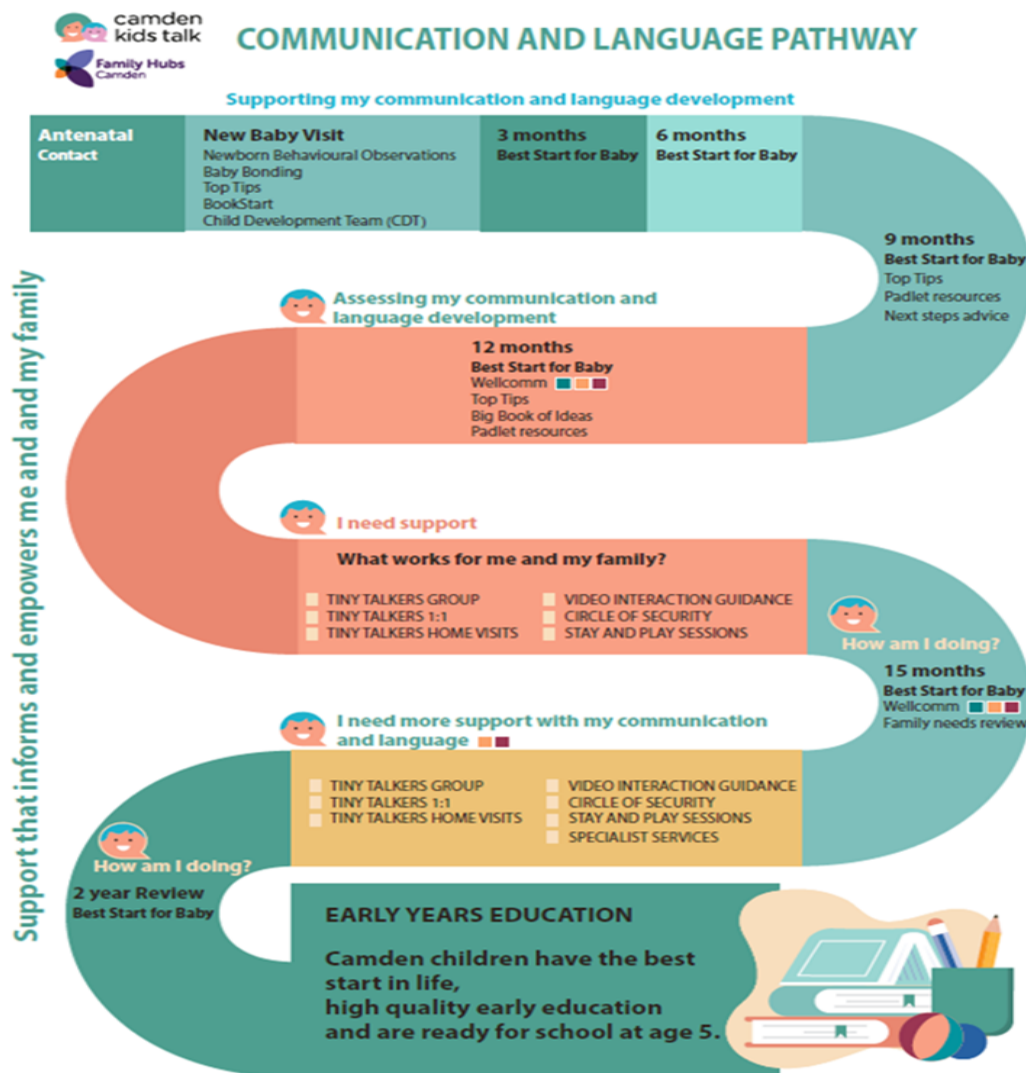 camden
kids talk
Family Hubs
Camden
COMMUNICATION AND LANGUAGE PATHWAY
Supporting my communication and language development
Antenatal
Contact
New Baby Visit
Newborn Behavioural Observations
Baby Bonding
Top Tips
BookStart
Child Development Team (CDT)
3 months
Best Start for Baby
6 months
Best Start for Baby
9 months
Best Start for Baby
Top Tips
Padlet resources
Next steps advice
Support that informs and empowers me and my family
Assessing my communication and
language development
12 months
Best Start for Baby
Wellcomm
Top Tips
Big Book of Ideas
Padlet resources
I need support
What works for me and my family?
TINY TALKERS GROUP
TINY TALKERS 1:1
TINY TALKERS HOME VISITS
VIDEO INTERACTION GUIDANCE
CIRCLE OF SECURITY
STAY AND PLAY SESSIONS
How am I doing?
15 months
Best Start for Baby
Wellcomm
Family needs review
I need more support with my communication
and language
TINY TALKERS GROUP
TINY TALKERS 1:1
TINY TALKERS HOME VISITS
VIDEO INTERACTION GUIDANCE
CIRCLE OF SECURITY
STAY AND PLAY SESSIONS
SPECIALIST SERVICES
How am I doing?
2 year Review
Best Start for Baby
EARLY YEARS EDUCATION
Camden children have the best
start in life,
high quality early education
and are ready for school at age 5.